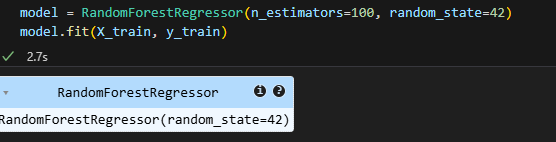 model = RandomForestRegressor(n_estimators=100, random_state=42)
model.fit(X_train, y_train)
✓ 2.7s
▾ RandomForestRegressor i ?
RandomForestRegressor(random_state=42)